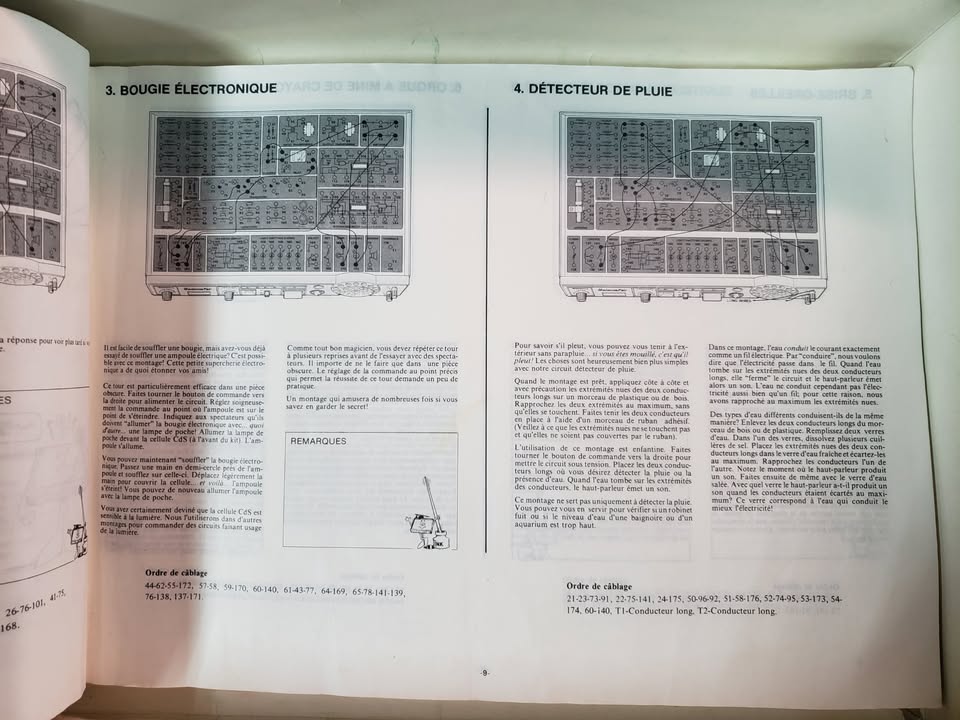 3. BOUGIE ÉLECTRONIQUE
Il est facile de souffler une bougie, mais avez-vous déjà
essayé de souffler une ampoule électrique? C'est possi-
ble avec ce montage! Cette petite supercherie électro-
nique a de quoi étonner vos amis!
Ce tour est particulièrement efficace dans une pièce
obscure. Faites tourner le bouton de commande vers
la droite pour alimenter le circuit. Régler soigneuse-
ment la commande au point où l'ampoule est sur le
point de s'éteindre. Indiquez aux spectateurs qu'ils
doivent "allumer" la bougie électronique avec... quoi
d'autre... une lampe de poche! Allumer la lampe de
poche devant la cellule CdS (à l'avant du kit). L'am-
poule s'allume.
Vous pouvez maintenant "souffler" la bougie électro-
nique. Passez une main en demi-cercle près de l'am-
poule et souffler sur celle-ci. Déplacez légèrement la
main pour couvrir la cellule... et voilà... l'ampoule
s'éteint! Vous pouvez de nouveau allumer l'ampoule
avec la lampe de poche.
Vous avez certainement deviné que la cellule CdS est
sensible à la lumière. Nous l'utiliserons dans d'autres
montages pour commander des circuits faisant usage
de la lumière.
Comme tout bon magicien, vous devez répéter ce tour
à plusieurs reprises avant de l'essayer avec des specta-
teurs. Il importe de ne le faire que dans une pièce
obscure. Le réglage de la commande au point précis
qui permet la réussite de ce tour demande un peu de
pratique.
Un montage qui amusera de nombreuses fois si vous
savez en garder le secret!
REMARQUES
Ordre de câblage
44-62-55-172, 57-58, 59-170, 60-140, 61-43-77, 64-169, 65-78-141-139,
76-138, 137-171.
4. DÉTECTEUR DE PLUIE
Pour savoir s'il pleut, vous pouvez vous tenir à l'ex-
térieur sans parapluie... si vous êtes mouillé, c'est qu'il
pleut! Les choses sont heureusement bien plus simples
avec notre circuit détecteur de pluie.
Quand le montage est prêt, appliquez côte à côte et
avec précaution les extrémités nues des deux conduc-
teurs longs sur un morceau de plastique ou de bois.
Rapprochez les deux extrémités au maximum, sans
qu'elles se touchent. Faites tenir les deux conducteurs
en place à l'aide d'un morceau de ruban adhésif.
(Veillez à ce que les extrémités nues ne se touchent pas
et qu'elles ne soient pas couvertes par le ruban).
L'utilisation de ce montage est enfantine. Faites
tourner le bouton de commande vers la droite pour
mettre le circuit sous tension. Placez les deux conduc-
teurs longs où vous désirez détecter la pluie ou la
présence d'eau. Quand l'eau tombe sur les extrémités
des conducteurs, le haut-parleur émet un son.
Ce montage ne sert pas uniquement à détecter la pluie.
Vous pouvez vous en servir pour vérifier si un robinet
fuit ou si le niveau d'eau d'une baignoire ou d'un
aquarium est trop haut.
Dans ce montage, l'eau conduit le courant exactement
comme un fil électrique. Par "conduire", nous voulons
dire que l'électricité passe dans le fil. Quand l'eau
tombe sur les extrémités nues des deux conducteurs
longs, elle "ferme" le circuit et le haut-parleur émet
alors un son. L'eau ne conduit cependant pas l'élec-
tricité aussi bien qu'un fil; pour cette raison, nous
avons rapproché au maximum les extrémités nues.
Des types d'eau différents conduisent-ils de la même
manière? Enlevez les deux conducteurs longs du mor-
ceau de bois ou de plastique. Remplissez deux verres
d'eau. Dans l'un des verres, dissolvez plusieurs cuil-
lères de sel. Placez les extrémités nues des deux con-
ducteurs longs dans le verre d'eau fraîche et écartez-les
au maximum. Rapprochez les conducteurs l'un de
l'autre. Notez le moment où le haut-parleur produit
un son. Faites ensuite de même avec le verre d'eau
salée. Avec quel verre le haut-parleur a-t-il produit un
son quand les conducteurs étaient écartés au maxi-
mum? Ce verre correspond à l'eau qui conduit le
mieux l'électricité!
Ordre de câblage
21-23-73-91, 22-75-141, 24-175, 50-96-92, 51-58-176, 52-74-95, 53-173, 54-
174, 60-140, T1-Conducteur long, T2-Conducteur long.
-9-
a réponse pour voir plus tard si
ES
26-76-101, 41-75,
168.